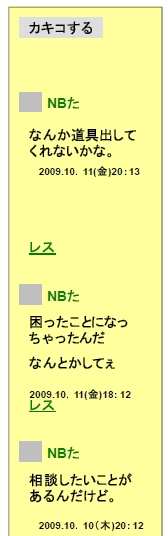 カキコする
NBた
なんか道具出して
くれないかな。
2009.10. 11(金)20:13
レス
NBた
困ったことになっ
ちゃったんだ
なんとかしてぇ
2009.10. 11(金)18:12
レス
NBた
相談したいことが
あるんだけど。
2009.10. 10(木)20:12